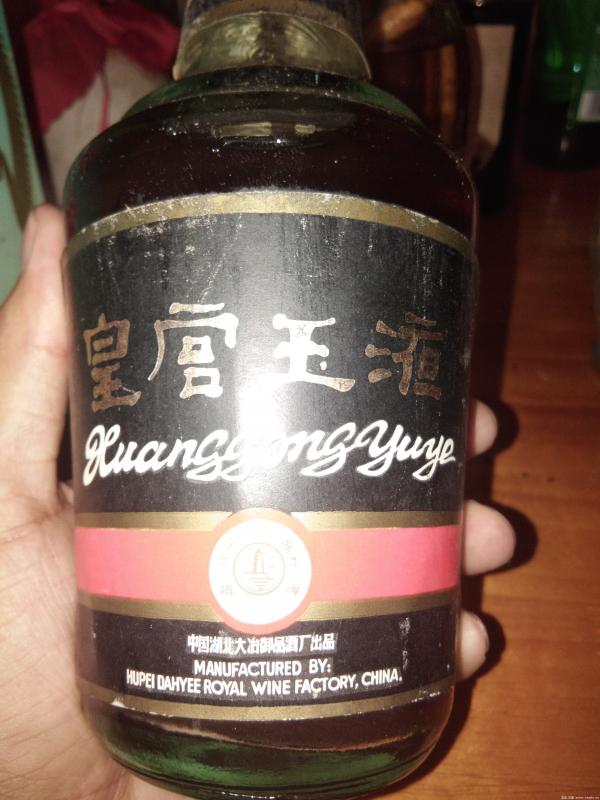 皇宫玉液
Huanggong Yuye
中国湖北大冶御品酒厂出品
MANUFACTURED BY:
HUPEI DAHYEE ROYAL WINE FACTORY, CHINA.